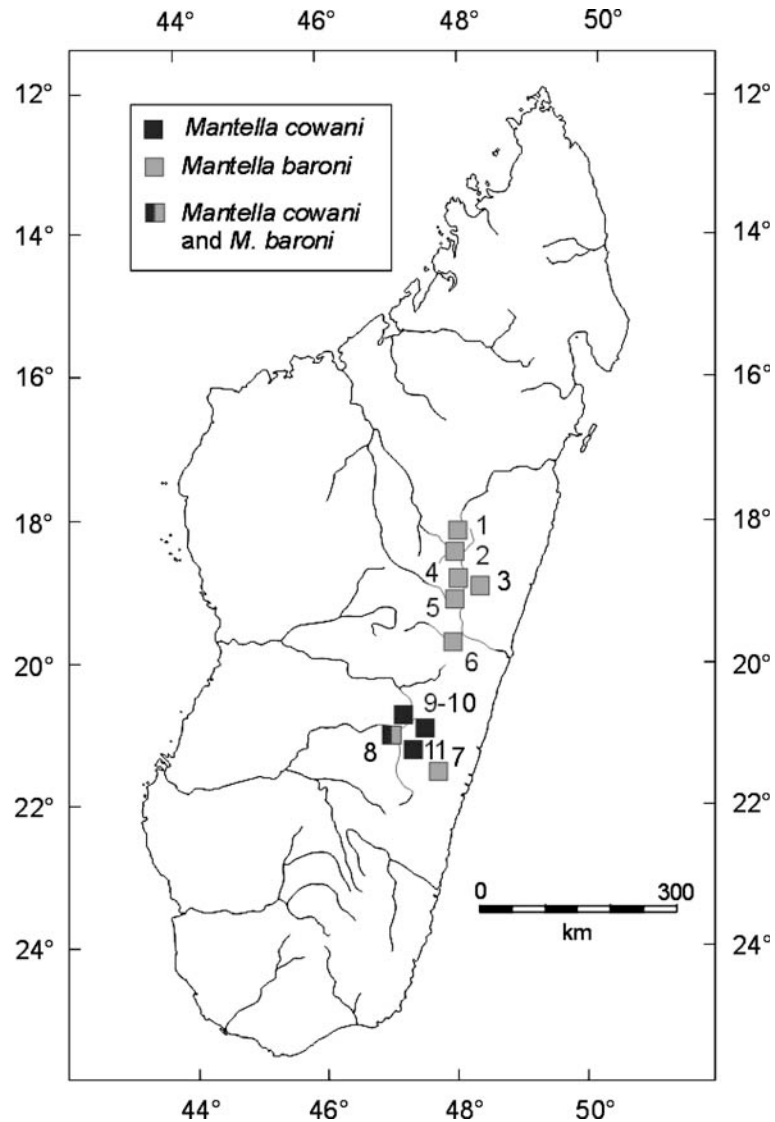 44° 46° 48° 50°
12° 12°
Mantella cowani
Mantella baroni
Mantella cowani
and M. baroni
14° 14°
16° 16°
18° 18°
1
2
4 3
5
6
20° 20°
9-10
8 11 7
22° 22°
0 300
km
24° 24°
44° 46° 48° 50°